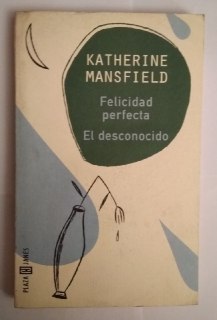 KATHERINE
MANSFIELD
Felicidad
perfecta
El desconocido
PLAZA JANES